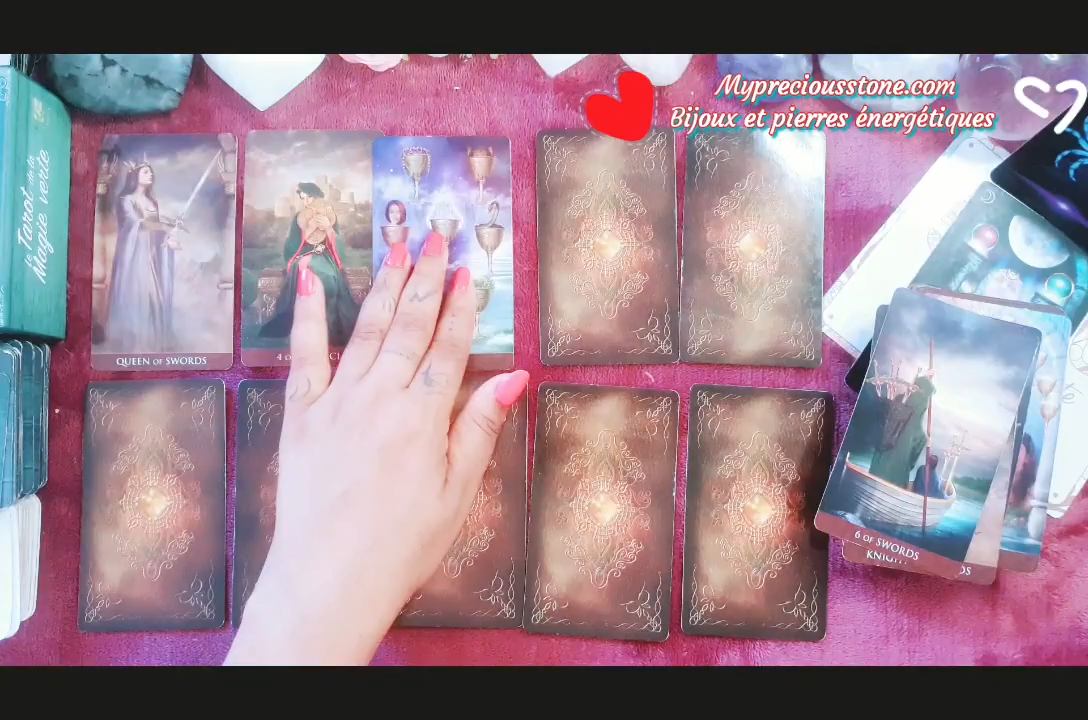 Mypreciousstone.com
Bijoux et pierres énergétiques
Le Tarot de la
Magie verte
QUEEN OF SWORDS
6 OF SWORDS